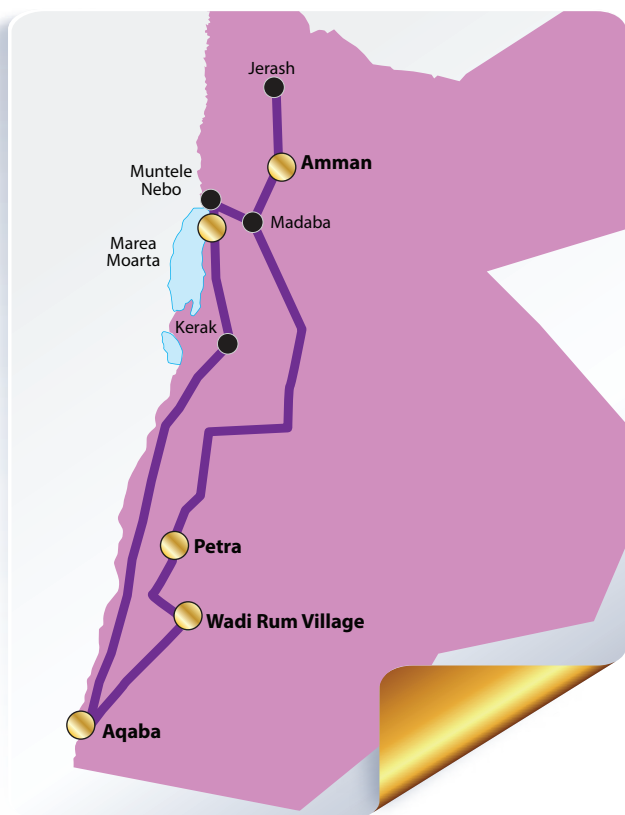 Jerash
Amman
Muntele
Nebo
Madaba
Marea
Moarta
Kerak
Petra
Wadi Rum Village
Aqaba